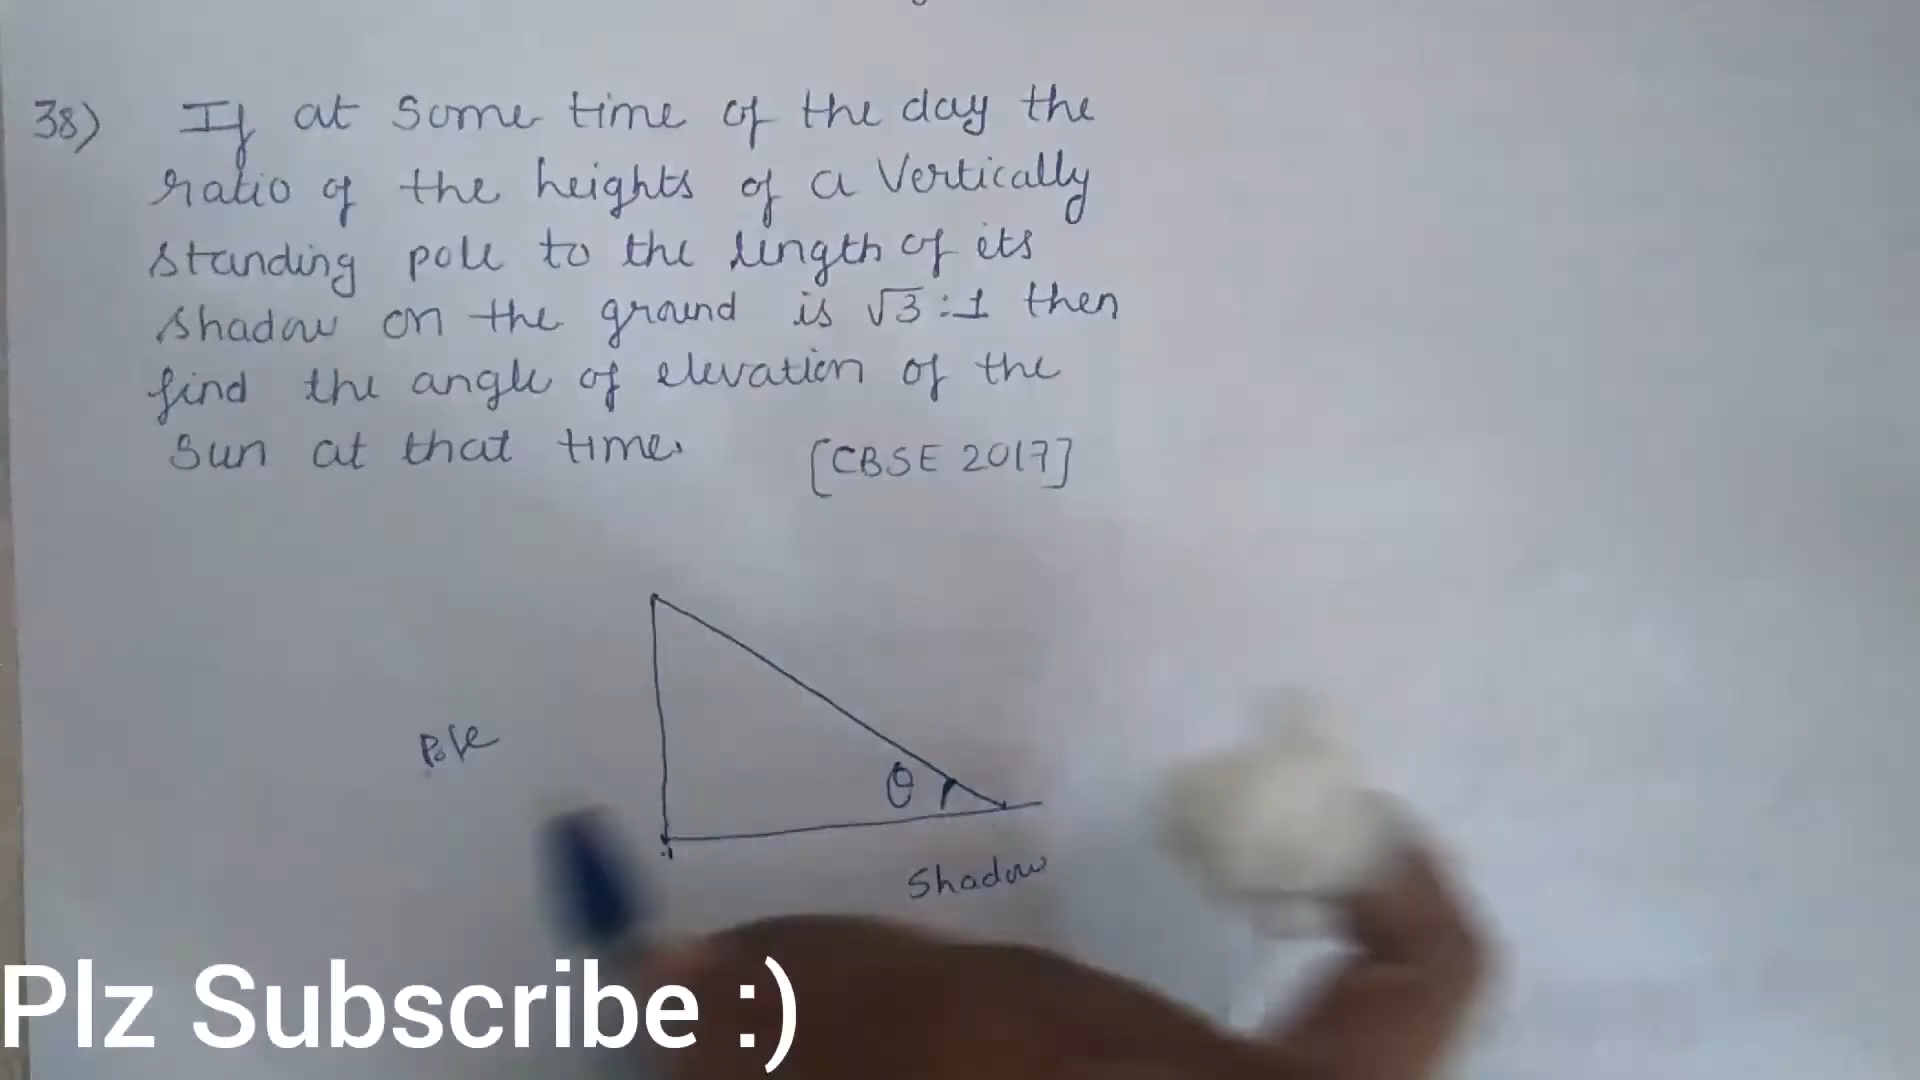 38) If at some time of the day the
ratio of the heights of a Vertically
standing pole to the length of its
shadow on the ground is √3:1 then
find the angle of elevation of the
Sun at that time.
[CBSE 2017]
Pole
θ
Shadow
Plz Subscribe :)